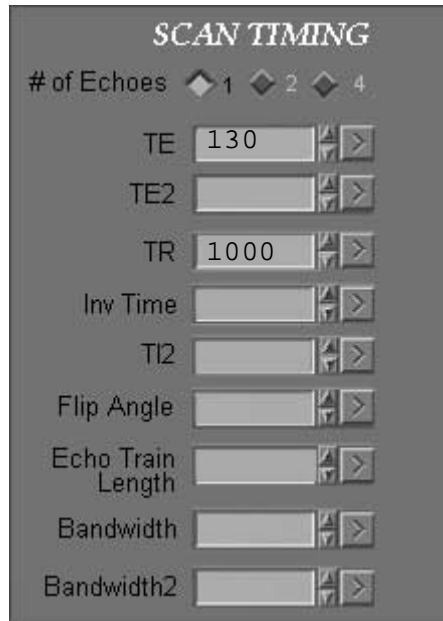 SCAN TIMING
# of Echoes 1 2 4
TE 130
TE2
TR 1000
Inv Time
TI2
Flip Angle
Echo Train
Length
Bandwidth
Bandwidth2